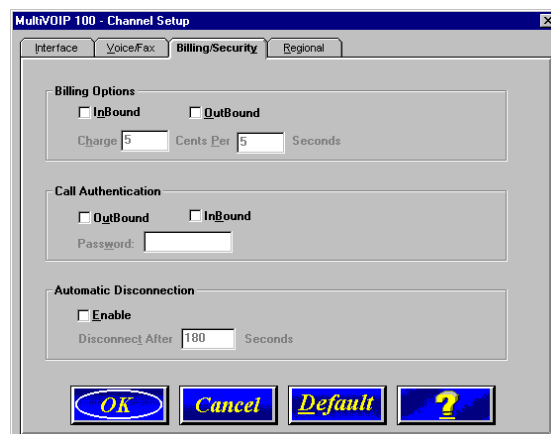 MultiVOIP 100 - Channel Setup
Interface Voice/Fax Billing/Security Regional
Billing Options
InBound OutBound
Charge 5 Cents Per 5 Seconds
Call Authentication
OutBound InBound
Password:
Automatic Disconnection
Enable
Disconnect After 180 Seconds
OK Cancel Default ?